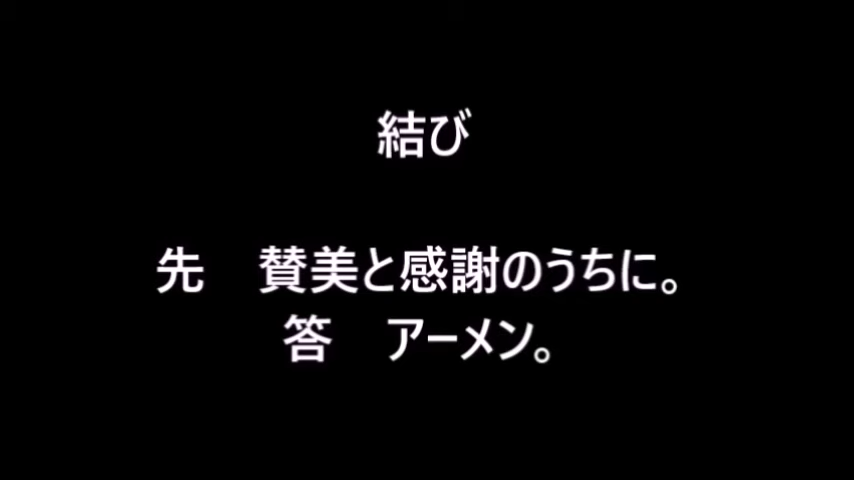 結び
先　賛美と感謝のうちに。
答　アーメン。